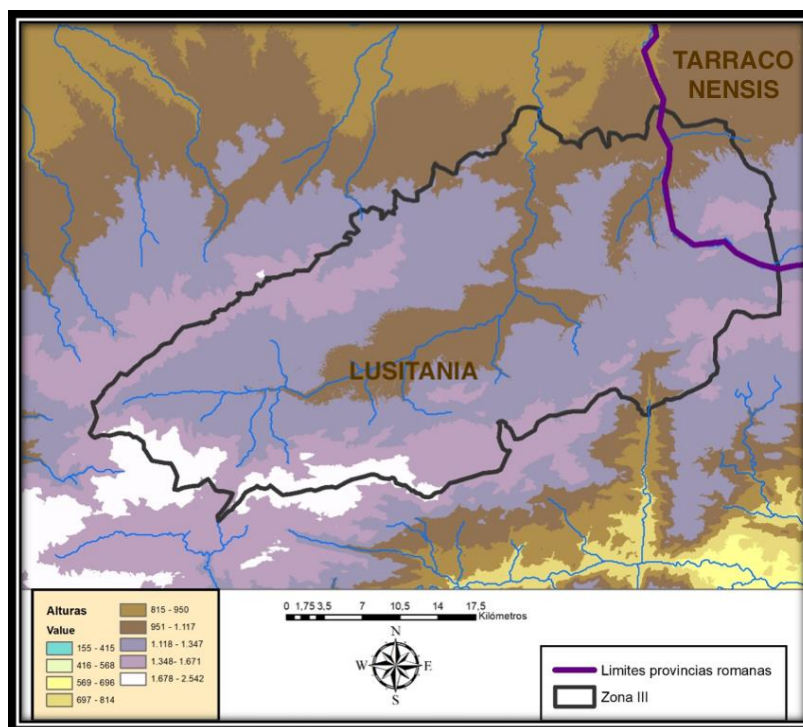 TARRACO
NENSIS
LUSITANIA
Alturas
Value
155 - 415
416 - 568
569 - 696
697 - 814
815 - 950
951 - 1.117
1.118 - 1.347
1.348- 1.671
1.678 - 2.542
0 1,75 3,5 7 10,5 14 17,5
Kilómetros
N
W E
S
Limites provincias romanas
Zona III